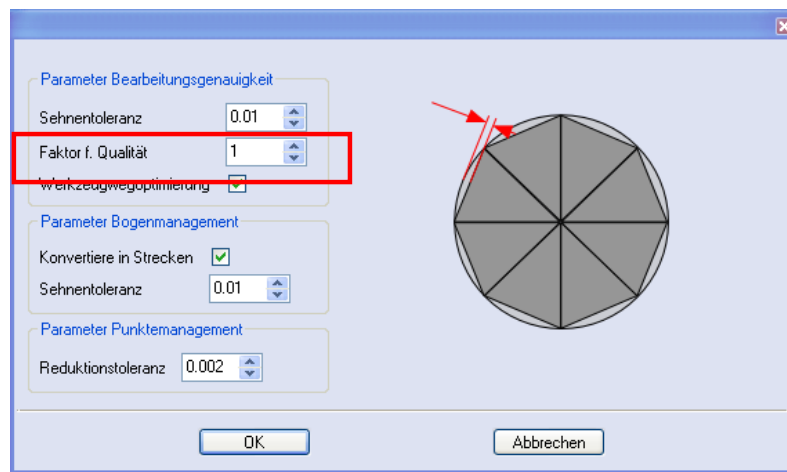 Parameter Bearbeitungsgenauigkeit
Sehnentoleranz 0.01
Faktor f. Qualität 1
Werkzeugwegoptimierung
Parameter Bogenmanagement
Konvertiere in Strecken
Sehnentoleranz 0.01
Parameter Punktemanagement
Reduktionstoleranz 0.002
OK Abbrechen